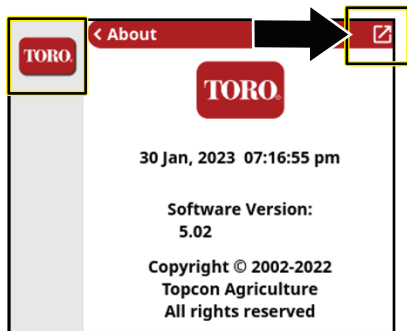 TORO.
< About
TORO.
30 Jan, 2023 07:16:55 pm
Software Version:
5.02
Copyright © 2002-2022
Topcon Agriculture
All rights reserved